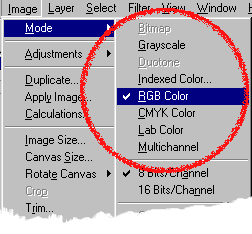 Image Layer Select Filter View Window
Mode
Adjustments
Duplicate...
Apply Image...
Calculations...
Image Size...
Canvas Size...
Rotate Canvas
Crop
Trim...
Bitmap
Grayscale
Duotone
Indexed Color...
RGB Color
CMYK Color
Lab Color
Multichannel
8 Bits/Channel
16 Bits/Channel